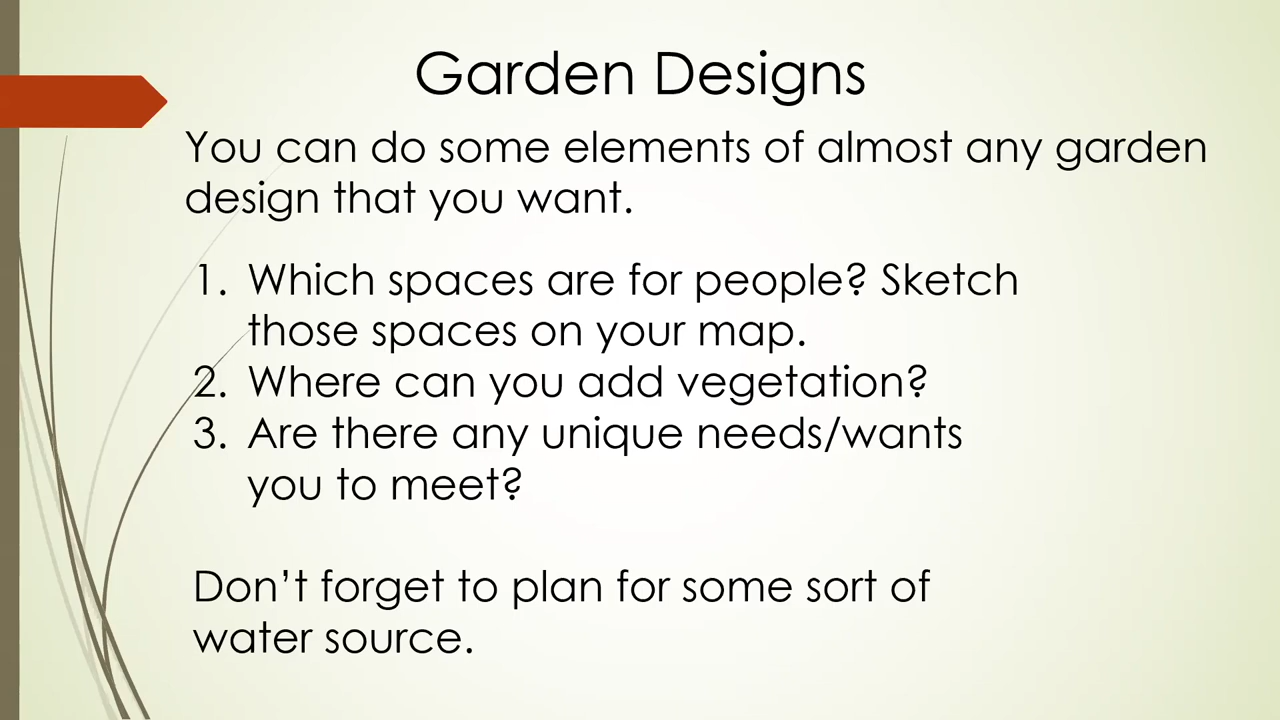 Garden Designs
You can do some elements of almost any garden
design that you want.
1. Which spaces are for people? Sketch
those spaces on your map.
2. Where can you add vegetation?
3. Are there any unique needs/wants
you to meet?
Don’t forget to plan for some sort of
water source.